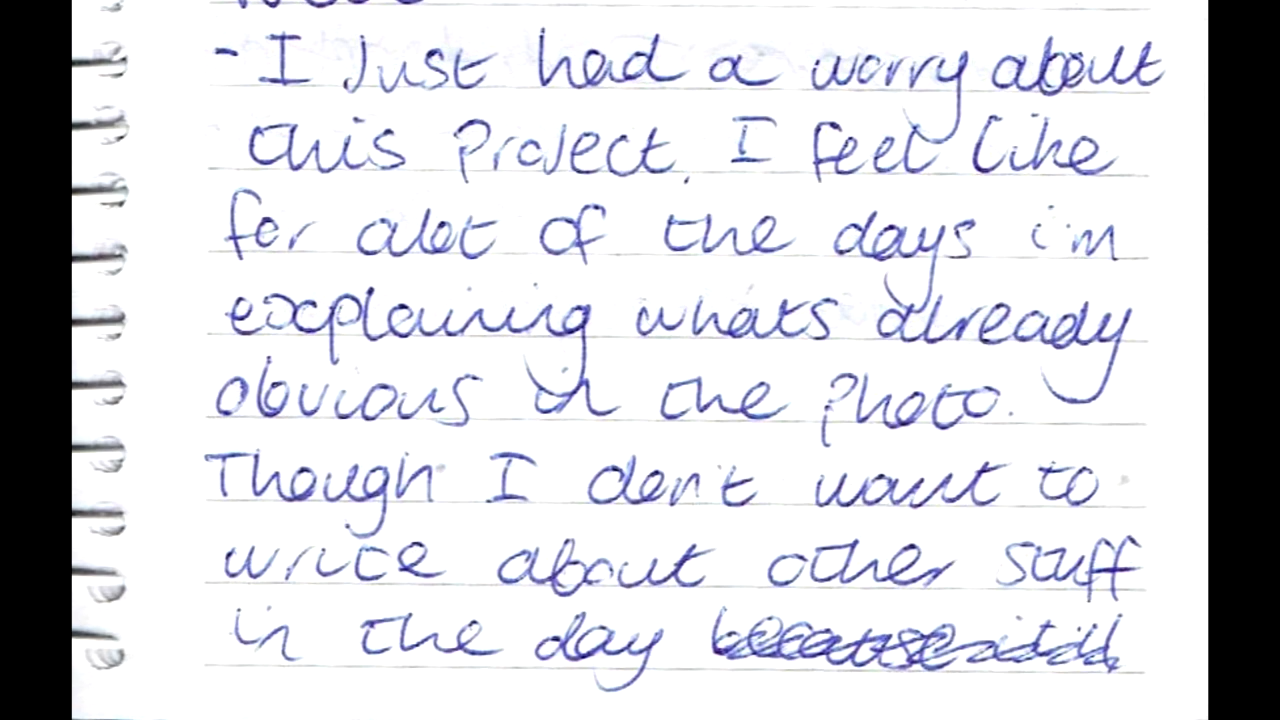 - I Just had a worry about
this Project. I feel like
for alot of the days i'm
explaining whats already
obvious in the Photo.
Though I don't want to
write about other stuff
in the day